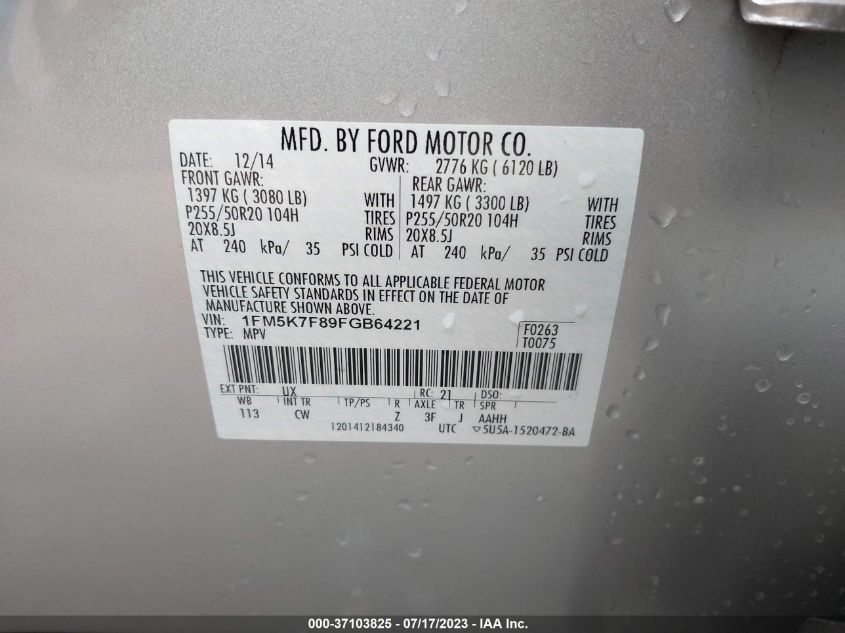 MFD. BY FORD MOTOR CO.
DATE: 12/14 GVWR: 2776 KG ( 6120 LB)
FRONT GAWR: REAR GAWR:
1397 KG ( 3080 LB) WITH 1497 KG ( 3300 LB) WITH
P255/50R20 104H TIRES P255/50R20 104H TIRES
20X8.5J RIMS 20X8.5J RIMS
AT 240 kPa/ 35 PSI COLD AT 240 kPa/ 35 PSI COLD
THIS VEHICLE CONFORMS TO ALL APPLICABLE FEDERAL MOTOR
VEHICLE SAFETY STANDARDS IN EFFECT ON THE DATE OF
MANUFACTURE SHOWN ABOVE.
VIN: 1FM5K7F89FGB64221 F0263
TYPE: MPV T0075
EXT PNT: UX RC: 21 DSO:
WB INT TR TP/PS R AXLE TR SPR
113 CW Z 3F J AAHH
1201412184340 UTC ▽5U5A-1520472-BA
000-37103825 - 07/17/2023 - IAA Inc.